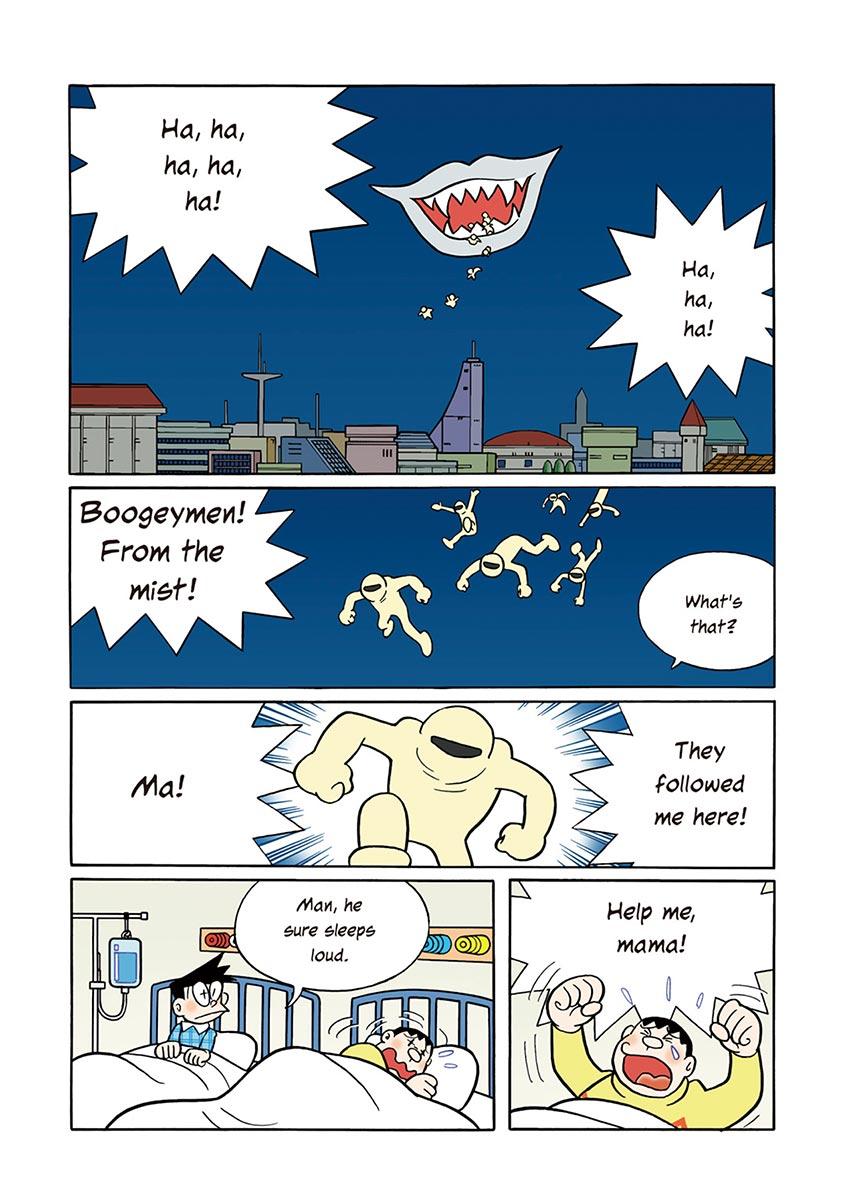 Ha, ha,
ha, ha,
ha!
Ha,
ha,
ha!
Boogeymen!
From the
mist!
What's
that?
Ma!
They
followed
me here!
Man, he
sure sleeps
loud.
Help me,
mama!